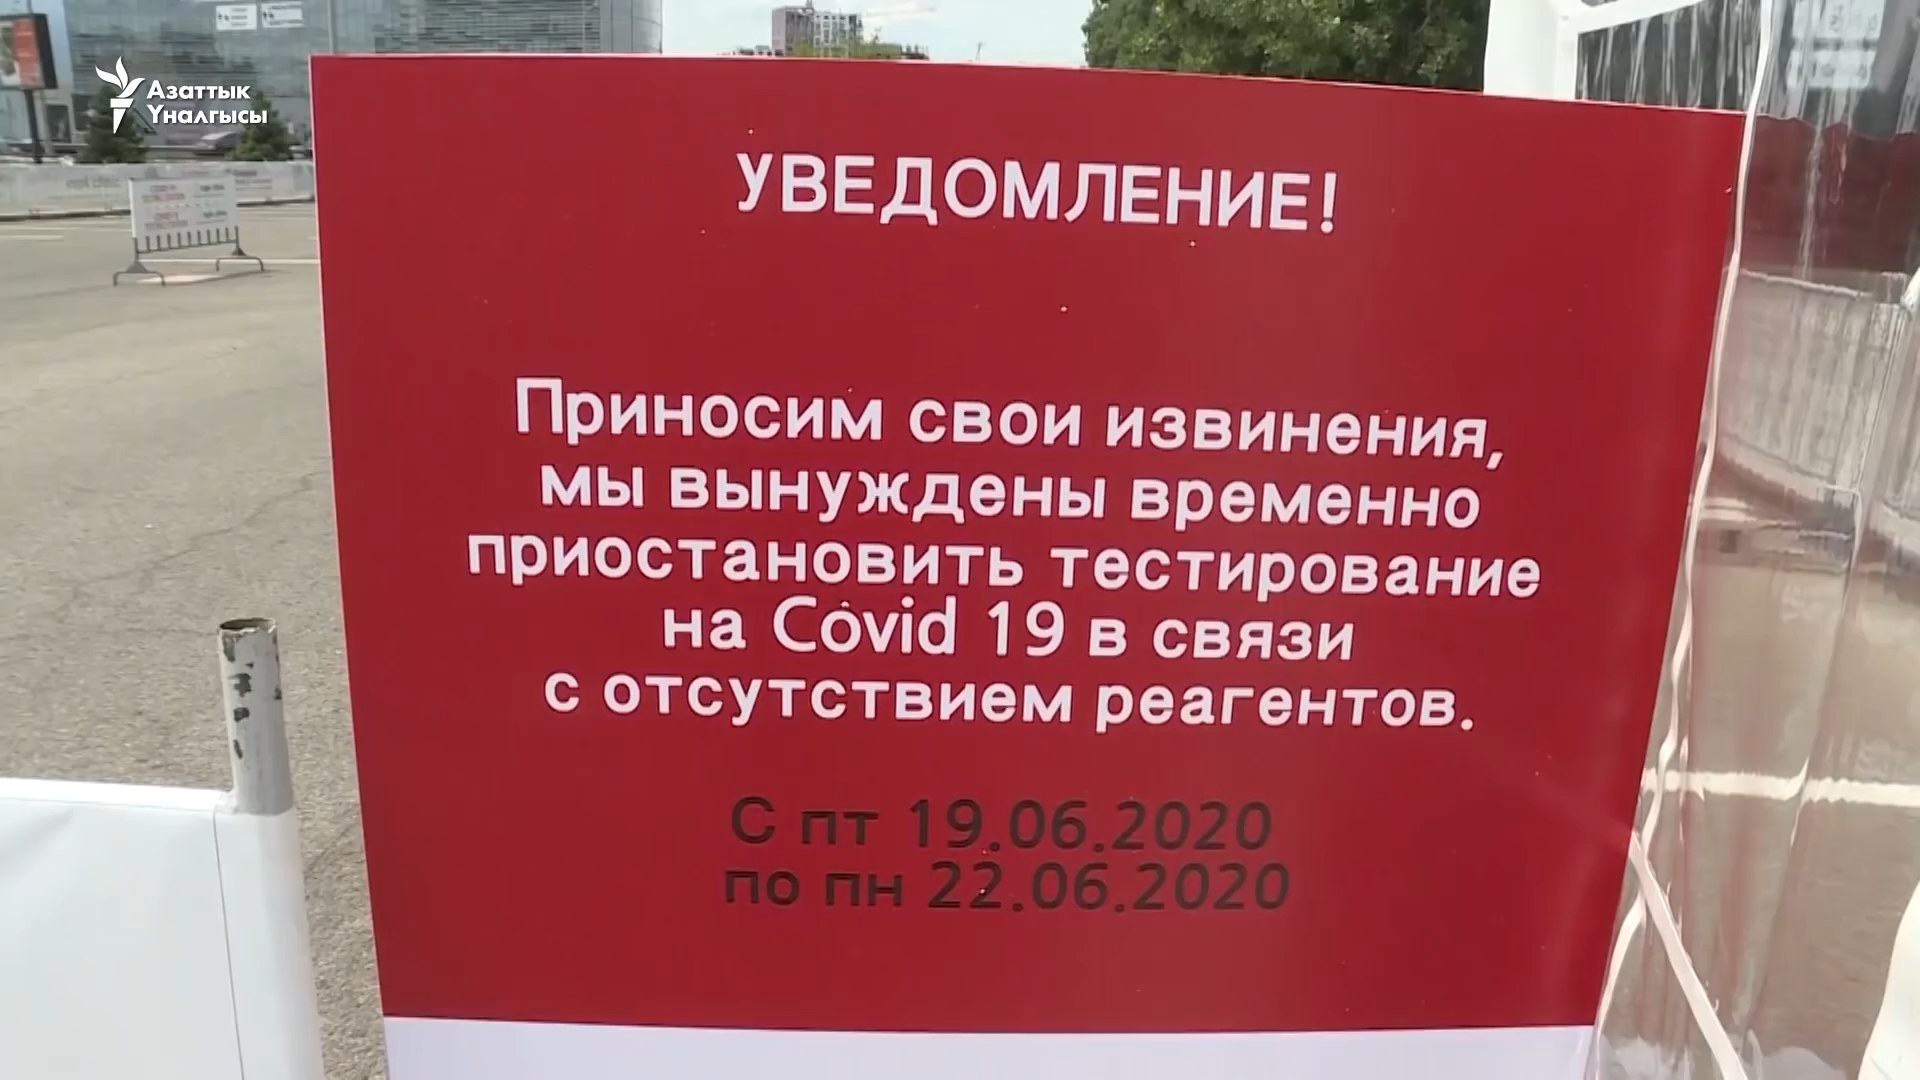 Азаттык
Үналгысы
УВЕДОМЛЕНИЕ!
Приносим свои извинения,
мы вынуждены временно
приостановить тестирование
на Covid 19 в связи
с отсутствием реагентов.
С пт 19.06.2020
по пн 22.06.2020